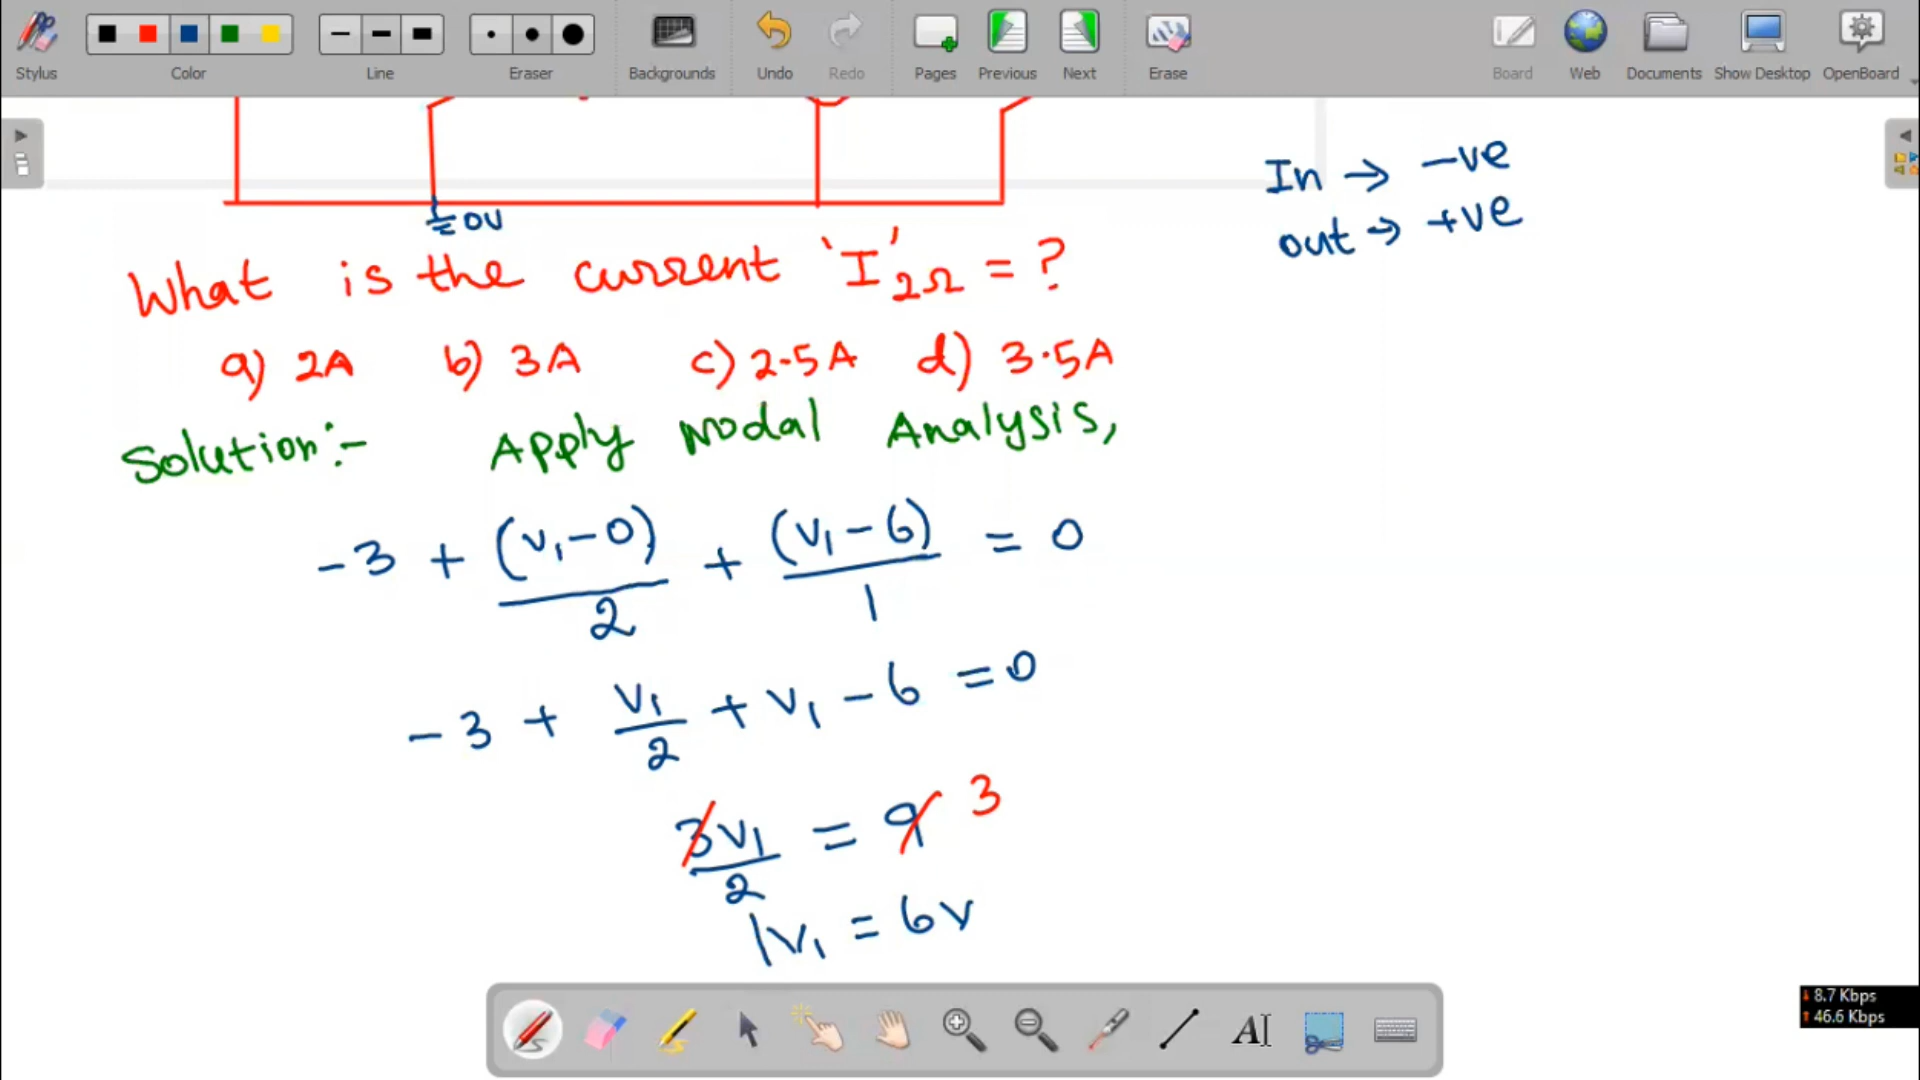 Stylus Color Line Eraser Backgrounds Undo Redo Pages Previous Next Erase Board Web Documents Show Desktop OpenBoard
In → -ve
out → +ve
0V
What is the current 'I'2Ω = ?
a) 2A b) 3A c) 2.5A d) 3.5A
Solution:- Apply Nodal Analysis,
-3 + (V1-0)/2 + (V1-6)/1 = 0
-3 + V1/2 + V1 - 6 = 0
3V1/2 = 9 3
V1 = 6V
8.7 Kbps
46.6 Kbps